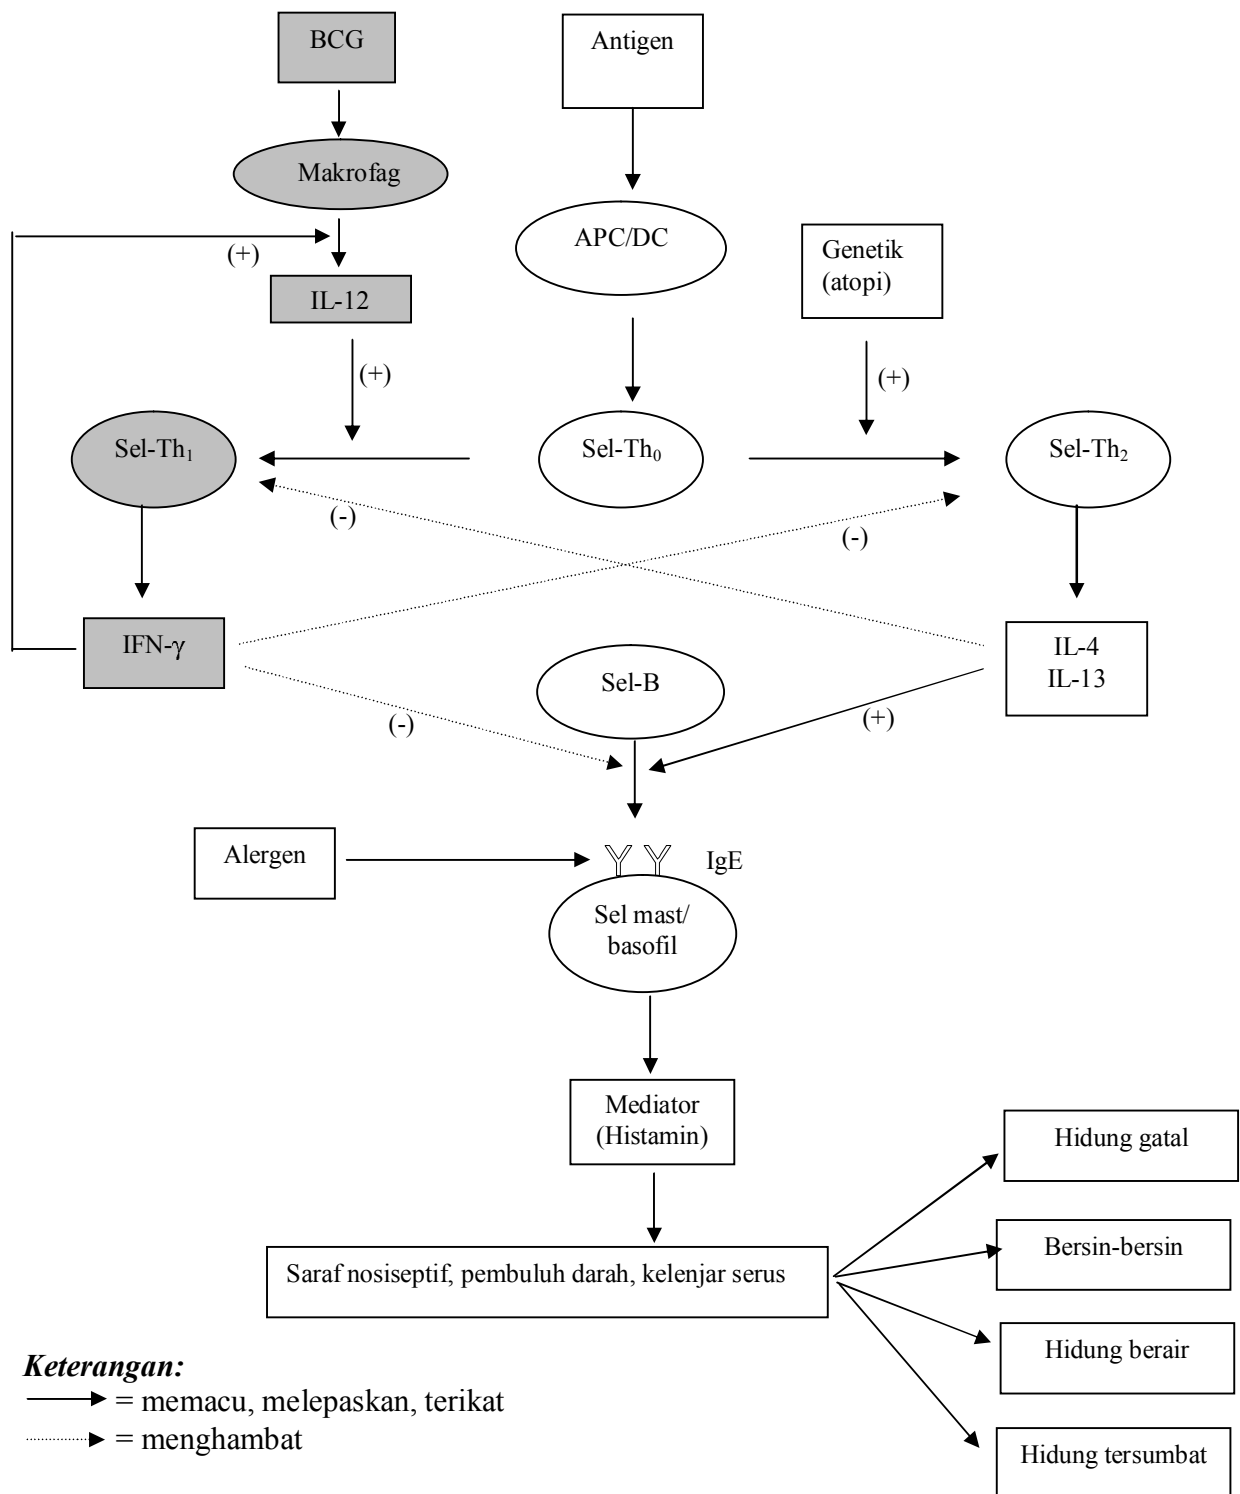 BCG
Antigen
Makrofag
APC/DC
Genetik
(atopi)
(+)
IL-12
(+)
(+)
Sel-Th₁
Sel-Th₀
Sel-Th₂
(-)
(-)
IFN-γ
IL-4
IL-13
Sel-B
(-)
(+)
Alergen
IgE
Sel mast/
basofil
Mediator
(Histamin)
Hidung gatal
Bersin-bersin
Saraf nosiseptif, pembuluh darah, kelenjar serus
Hidung berair
Keterangan:
= memacu, melepaskan, terikat
= menghambat
Hidung tersumbat